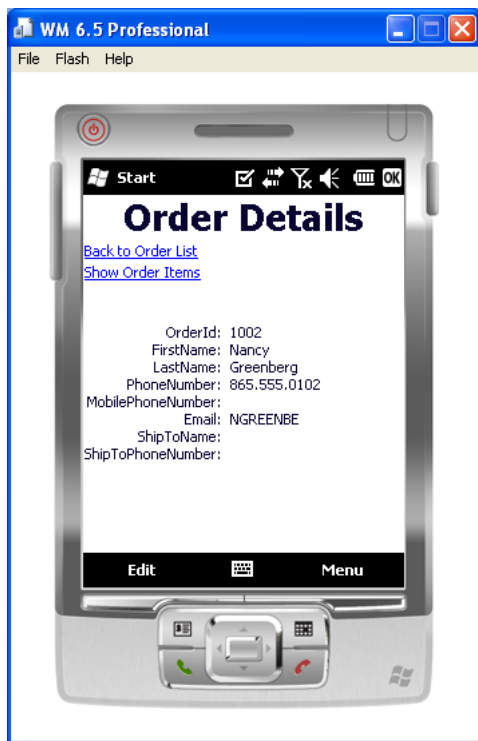 WM 6.5 Professional
File Flash Help
Start OK
Order Details
Back to Order List
Show Order Items
OrderId: 1002
FirstName: Nancy
LastName: Greenberg
PhoneNumber: 865.555.0102
MobilePhoneNumber:
Email: NGREENBE
ShipToName:
ShipToPhoneNumber:
Edit Menu